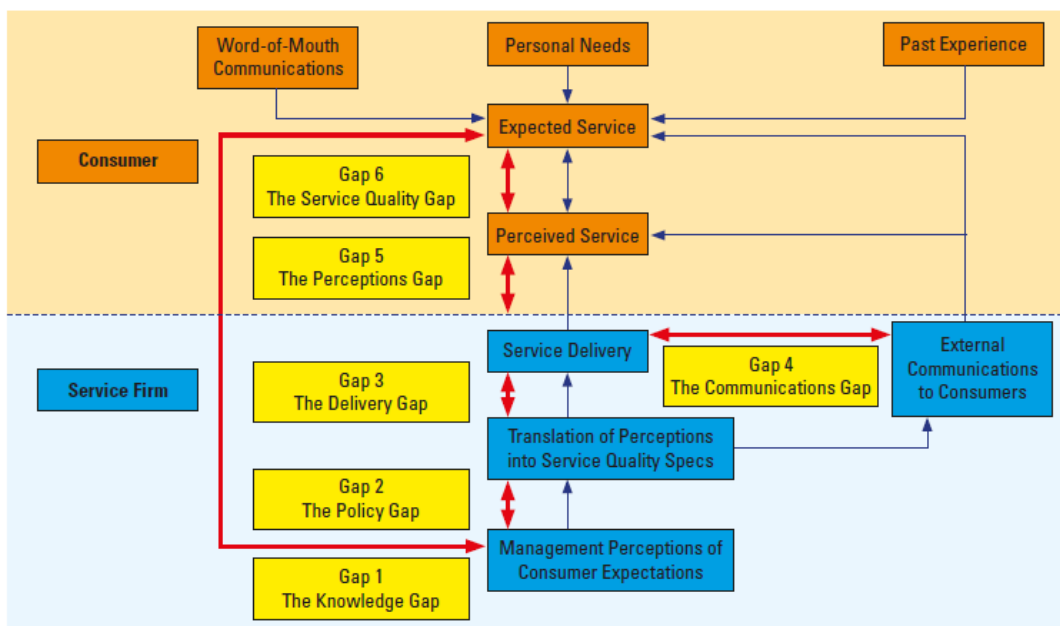 Word-of-Mouth
Communications
Personal Needs
Past Experience
Expected Service
Consumer
Gap 6
The Service Quality Gap
Perceived Service
Gap 5
The Perceptions Gap
Service Delivery
External
Communications
to Consumers
Gap 4
The Communications Gap
Service Firm
Gap 3
The Delivery Gap
Translation of Perceptions
into Service Quality Specs
Gap 2
The Policy Gap
Management Perceptions of
Consumer Expectations
Gap 1
The Knowledge Gap